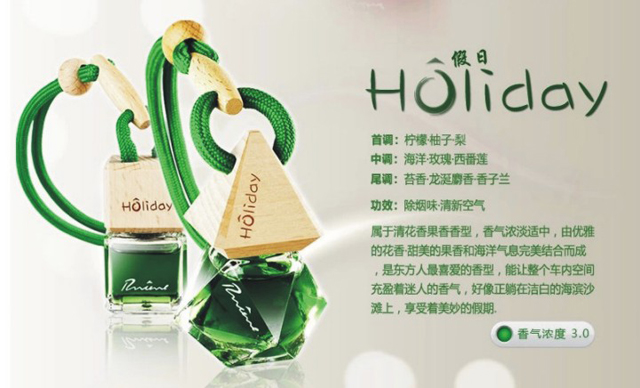 假日
Holiday
首调：柠檬·柚子·梨
中调：海洋·玫瑰·西番莲
尾调：苔香·龙涎麝香·香子兰
功效：除烟味·清新空气
属于清花香果香香型，香气浓淡适中，由优雅
的花香·甜美的果香和海洋气息完美结合而成
，是东方人最喜爱的香型，能让整个车内空间
充盈着迷人的香气，好像正躺在洁白的海滨沙
滩上，享受着美妙的假期.
香气浓度 3.0
Hôliday
Hôliday